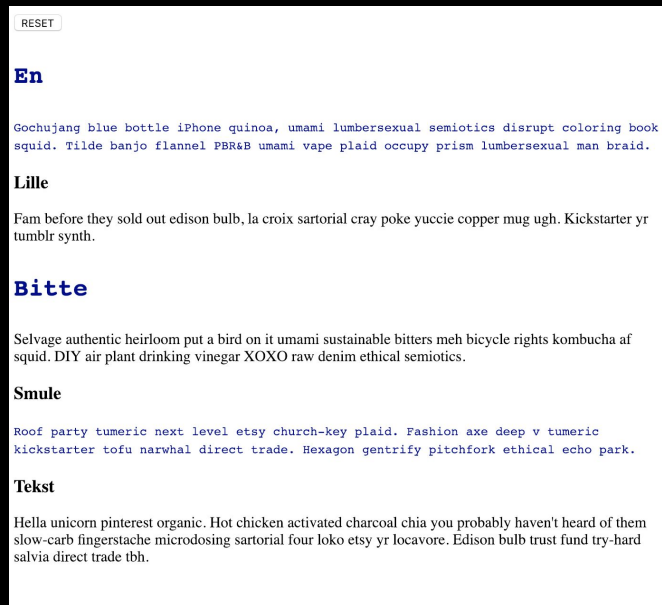 RESET
En
Gochujang blue bottle iPhone quinoa, umami lumbersexual semiotics disrupt coloring book
squid. Tilde banjo flannel PBR&B umami vape plaid occupy prism lumbersexual man braid.
Lille
Fam before they sold out edison bulb, la croix sartorial cray poke yuccie copper mug ugh. Kickstarter yr
tumblr synth.
Bitte
Selvage authentic heirloom put a bird on it umami sustainable bitters meh bicycle rights kombucha af
squid. DIY air plant drinking vinegar XOXO raw denim ethical semiotics.
Smule
Roof party tumeric next level etsy church-key plaid. Fashion axe deep v tumeric
kickstarter tofu narwhal direct trade. Hexagon gentrify pitchfork ethical echo park.
Tekst
Hella unicorn pinterest organic. Hot chicken activated charcoal chia you probably haven't heard of them
slow-carb fingerstache microdosing sartorial four loko etsy yr locavore. Edison bulb trust fund try-hard
salvia direct trade tbh.